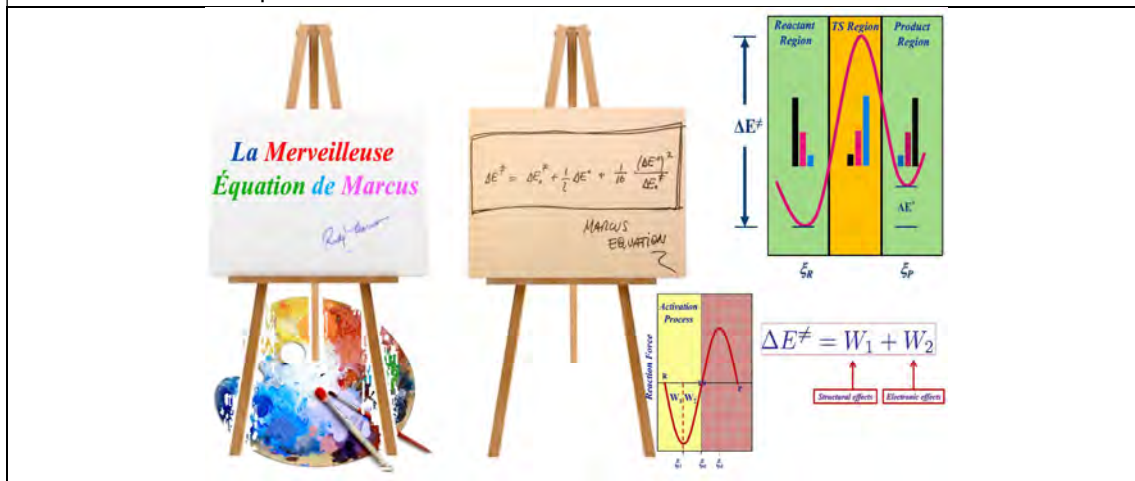 La Merveilleuse
Équation de Marcus
ΔE≠ = ΔE₀≠ + 1/2 ΔE° + 1/16 (ΔE°)²/ΔE₀≠
MARCUS
EQUATION
Reactant
Region
TS Region
Product
Region
ΔE≠
ΔE°
ξR
ξP
Activation
Process
Reaction Force
W₁
W₂
ΔE≠ = W₁ + W₂
Structural effects
Electronic effects